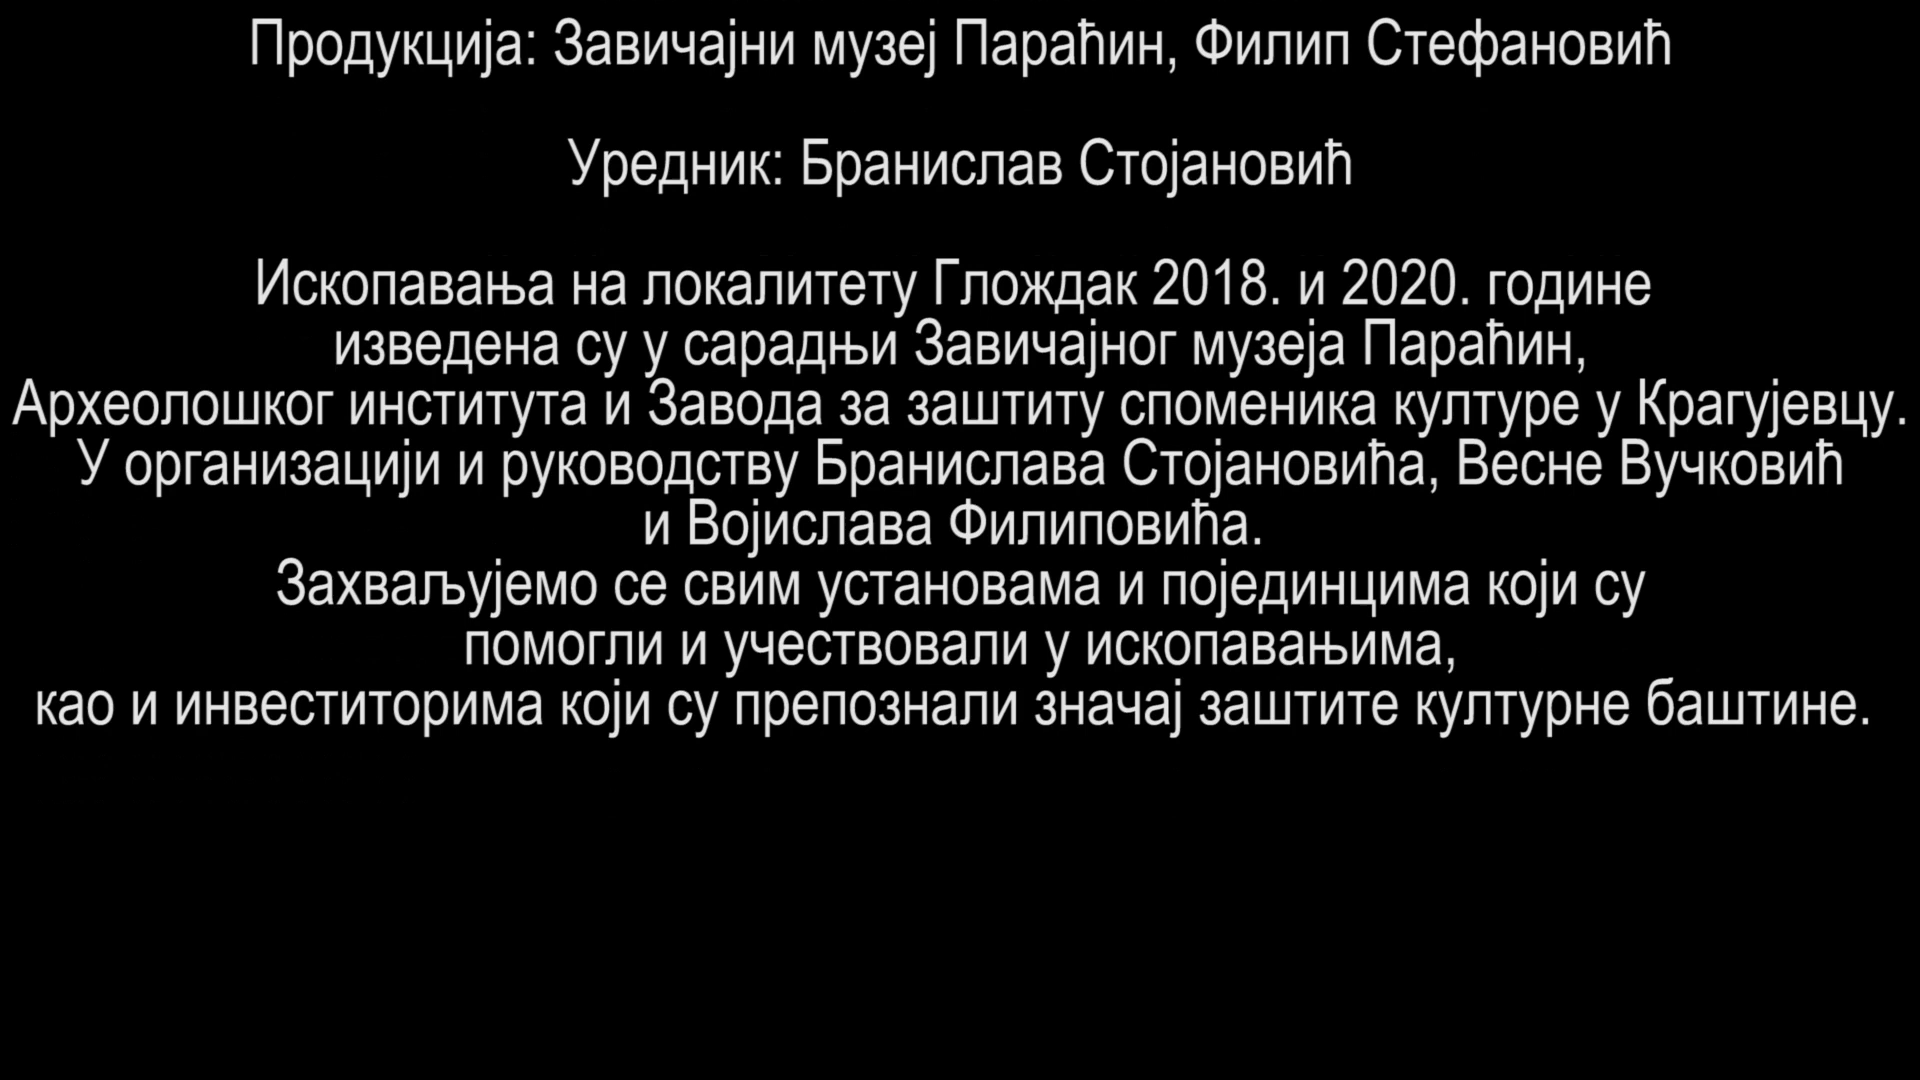 Продукција: Завичајни музеј Параћин, Филип Стефановић
Уредник: Бранислав Стојановић
Ископавања на локалитету Глождак 2018. и 2020. године
изведена су у сарадњи Завичајног музеја Параћин,
Археолошког института и Завода за заштиту споменика културе у Крагујевцу.
У организацији и руководству Бранислава Стојановића, Весне Вучковић
и Војислава Филиповића.
Захваљујемо се свим установама и појединцима који су
помогли и учествовали у ископавањима,
као и инвеститорима који су препознали значај заштите културне баштине.